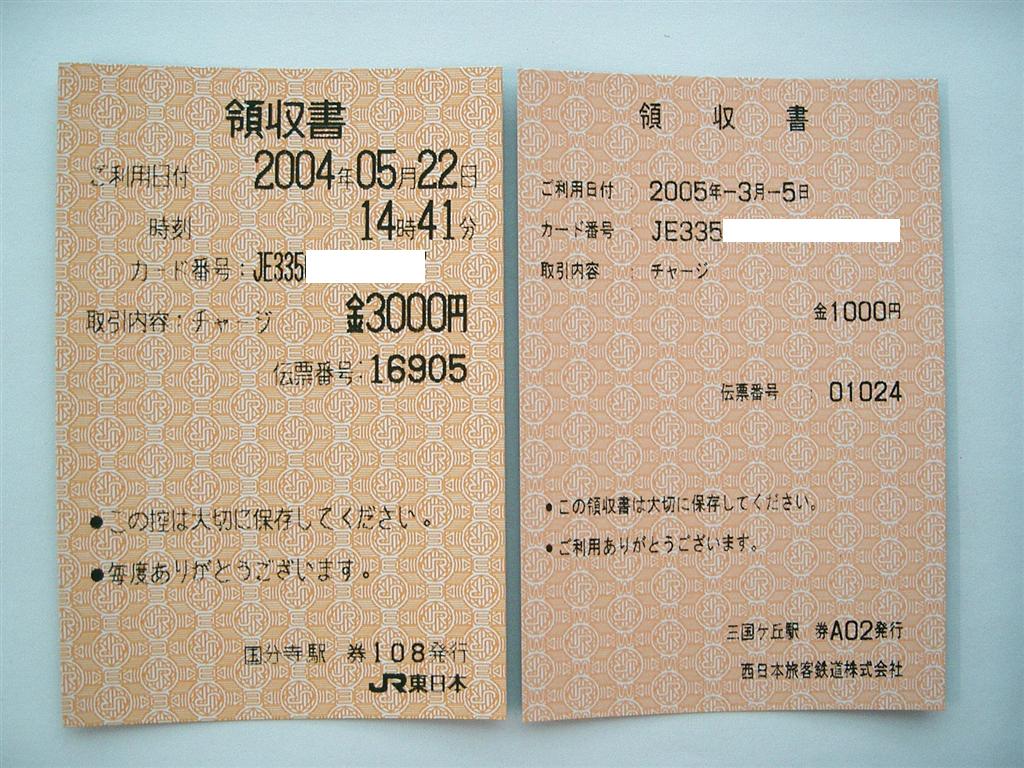 領収書
ご利用日付 2004年05月22日
時刻 14時41分
カード番号:JE335
取引内容:チャージ 金3000円
伝票番号:16905
●この控は大切に保存してください。
●毎度ありがとうございます。
国分寺駅 券108発行
JR東日本
領 収 書
ご利用日付 : 2005年-3月-5日
カード番号 : JE335
取引内容 : チャージ
金1000円
伝票番号 : 01024
●この領収書は大切に保存してください。
●ご利用ありがとうございます。
三国ケ丘駅 券A02発行
西日本旅客鉄道株式会社